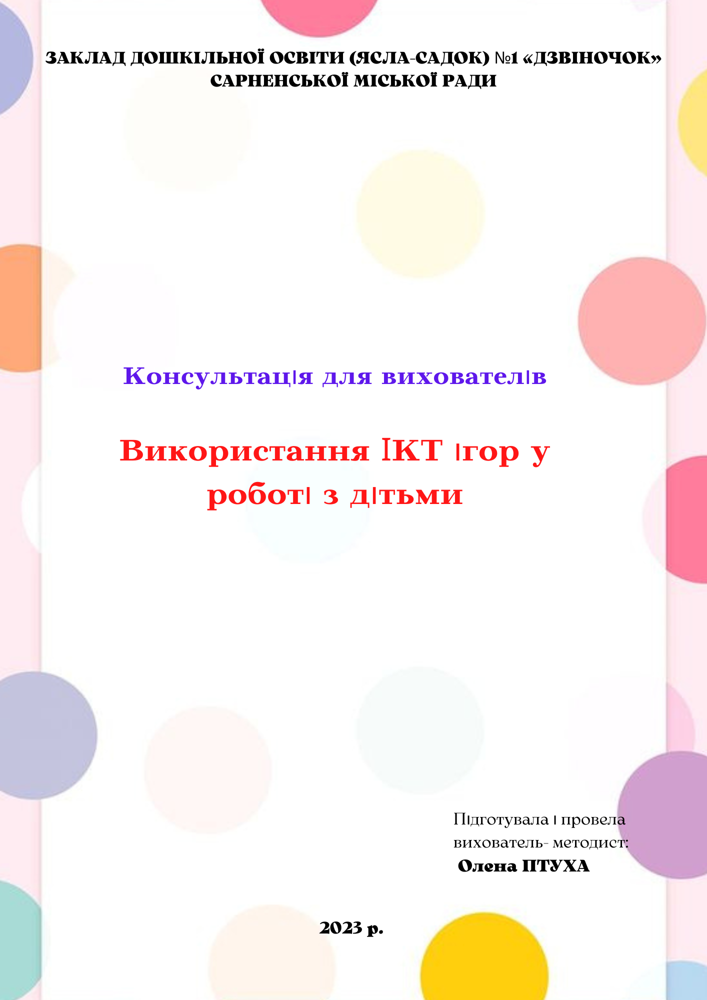 ЗАКЛАД ДОШКІЛЬНОЇ ОСВІТИ (ЯСЛА-САДОК) №1 «ДЗВІНОЧОК»
САРНЕНСЬКОЇ МІСЬКОЇ РАДИ
Консультація для вихователів
Використання ІКТ ігор у
роботі з дітьми
Підготувала і провела
вихователь- методист:
Олена ПТУХА
2023 р.